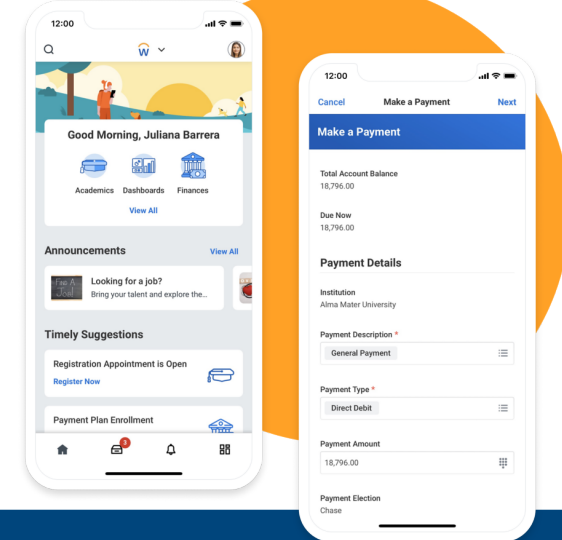 12:00
W
Good Morning, Juliana Barrera
Academics Dashboards Finances
View All
Announcements View All
Looking for a job?
Bring your talent and explore the...
Timely Suggestions
Registration Appointment is Open
Register Now
Payment Plan Enrollment
3
12:00
Cancel Make a Payment Next
Make a Payment
Total Account Balance
18,796.00
Due Now
18,796.00
Payment Details
Institution
Alma Mater University
Payment Description *
General Payment
Payment Type *
Direct Debit
Payment Amount
18,796.00
Payment Election
Chase